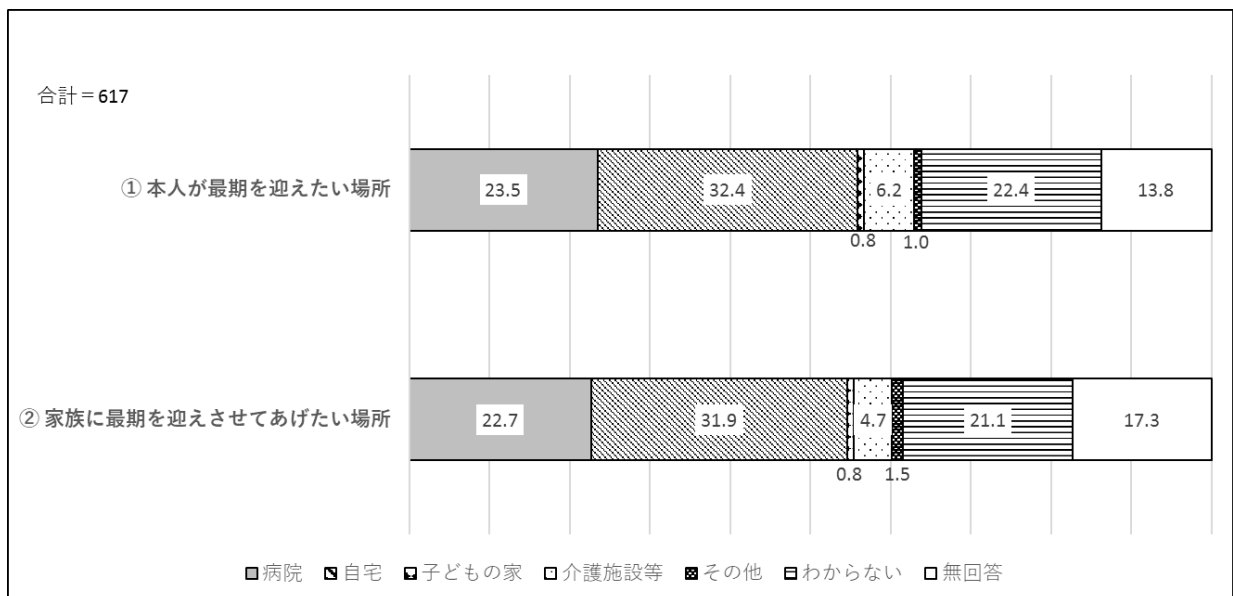 合計＝617
① 本人が最期を迎えたい場所
23.5 32.4 6.2 22.4 13.8
0.8 1.0
② 家族に最期を迎えさせてあげたい場所
22.7 31.9 4.7 21.1 17.3
0.8 1.5
病院 自宅 子どもの家 介護施設等 その他 わからない 無回答